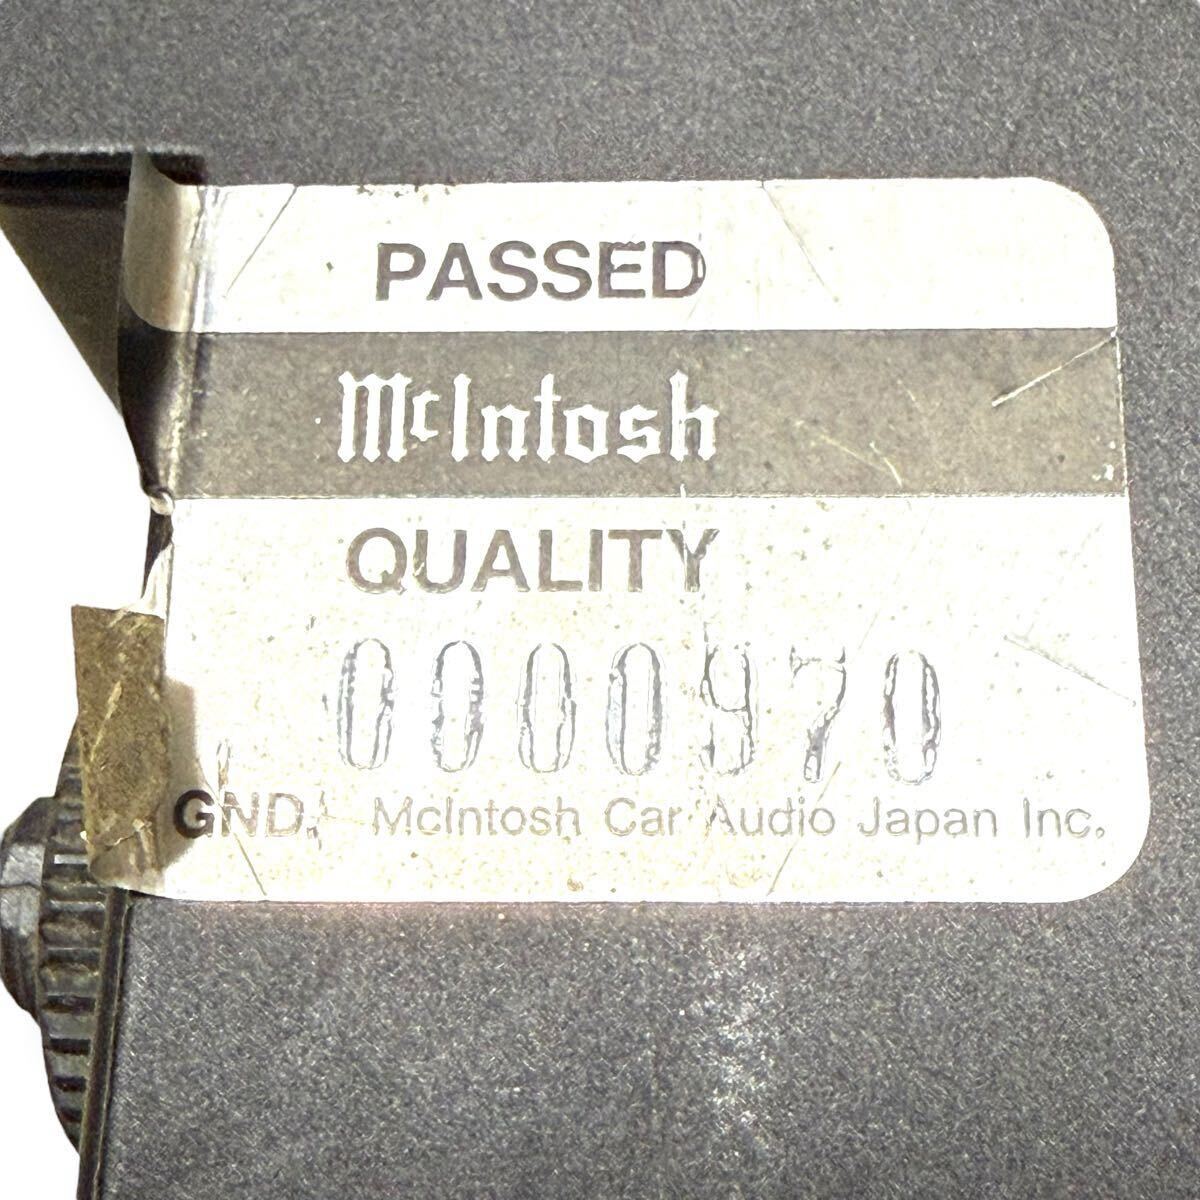 PASSED
McIntosh
QUALITY
0000970
GND. McIntosh Car Audio Japan Inc.